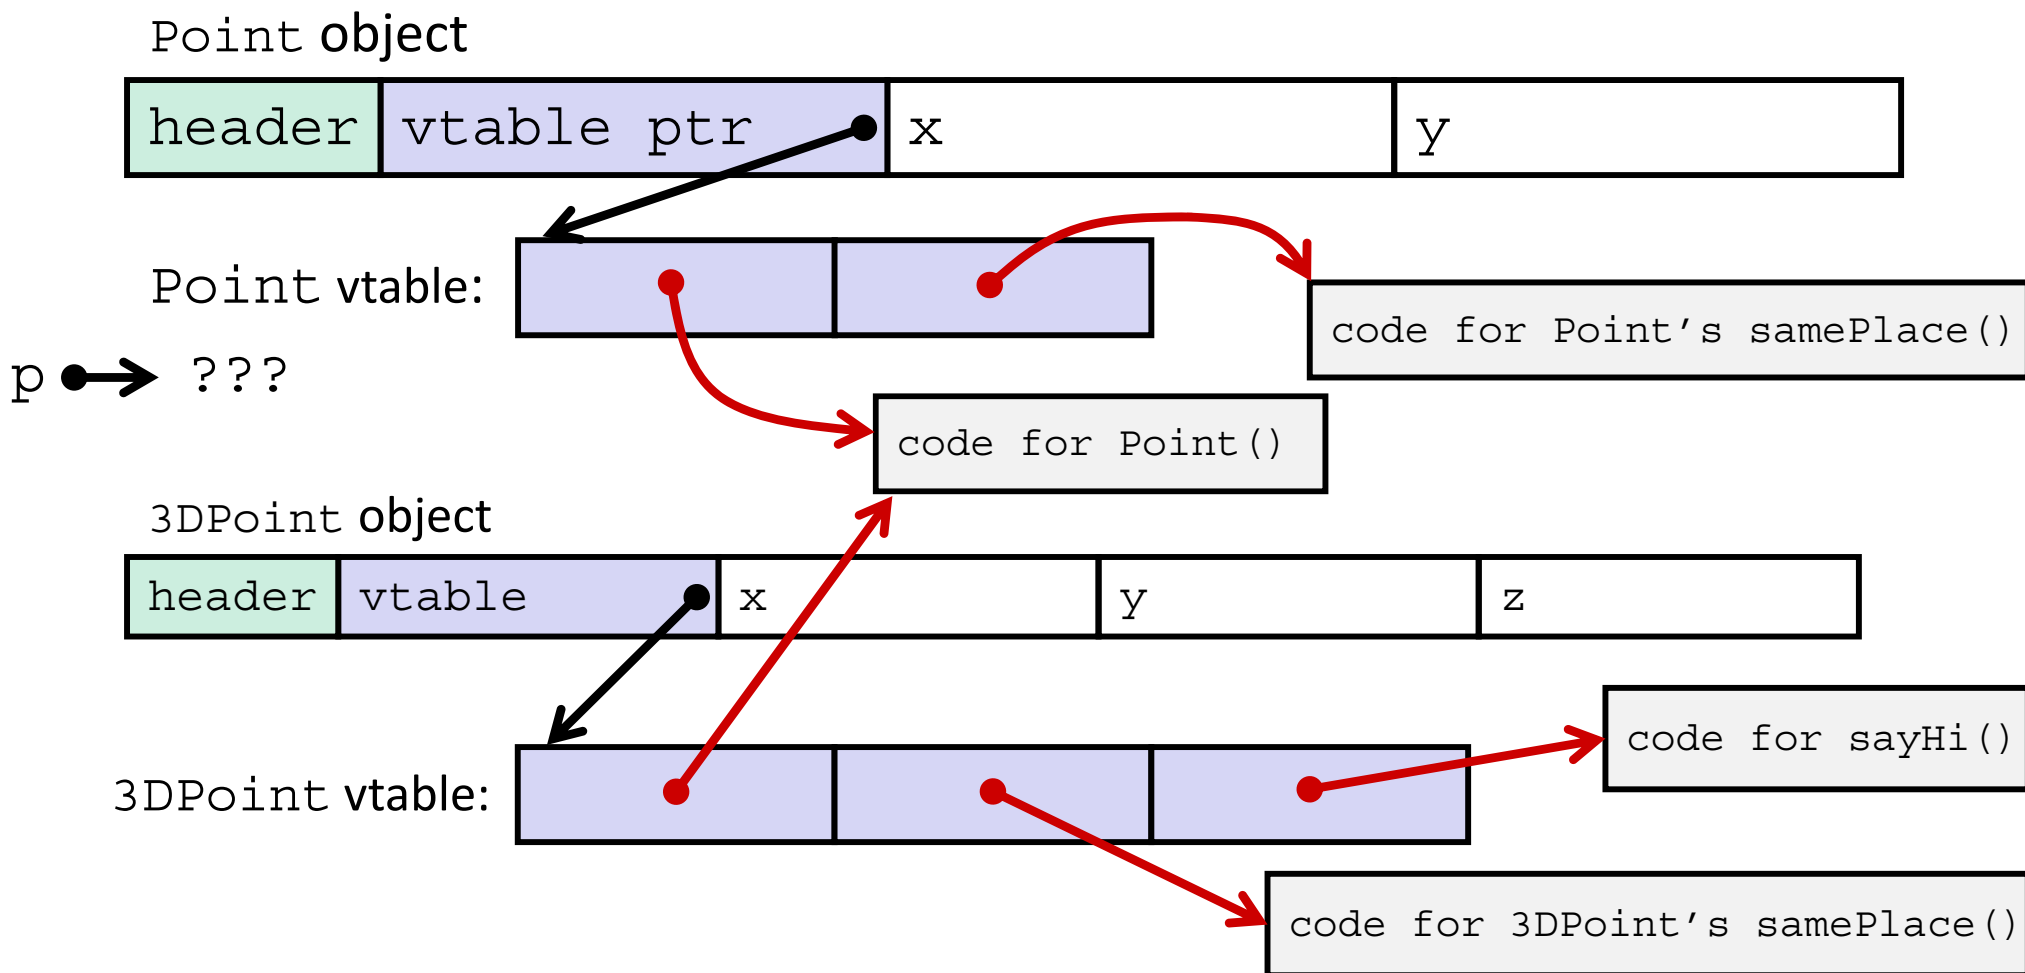 Point object
header vtable ptr x y
Point vtable:
code for Point’s samePlace()
p ???
code for Point()
3DPoint object
header vtable x y z
code for sayHi()
3DPoint vtable:
code for 3DPoint’s samePlace()